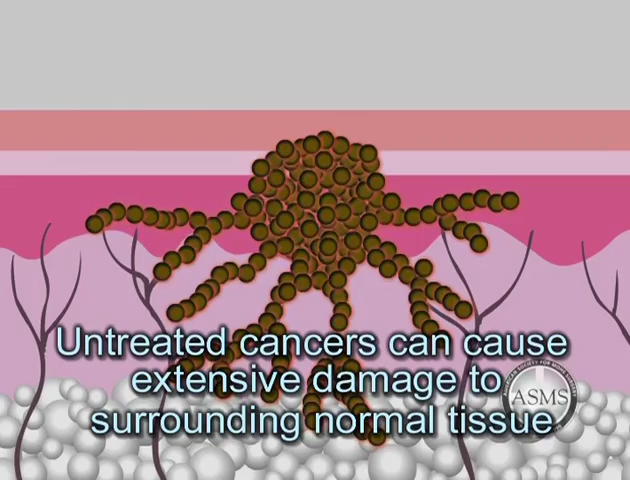 Untreated cancers can cause
extensive damage to
surrounding normal tissue
ASMS